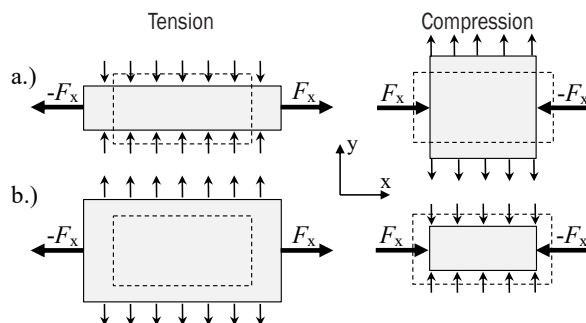 Tension
Compression
a.)
-Fx
Fx
Fx
-Fx
y
x
b.)
-Fx
Fx
Fx
-Fx